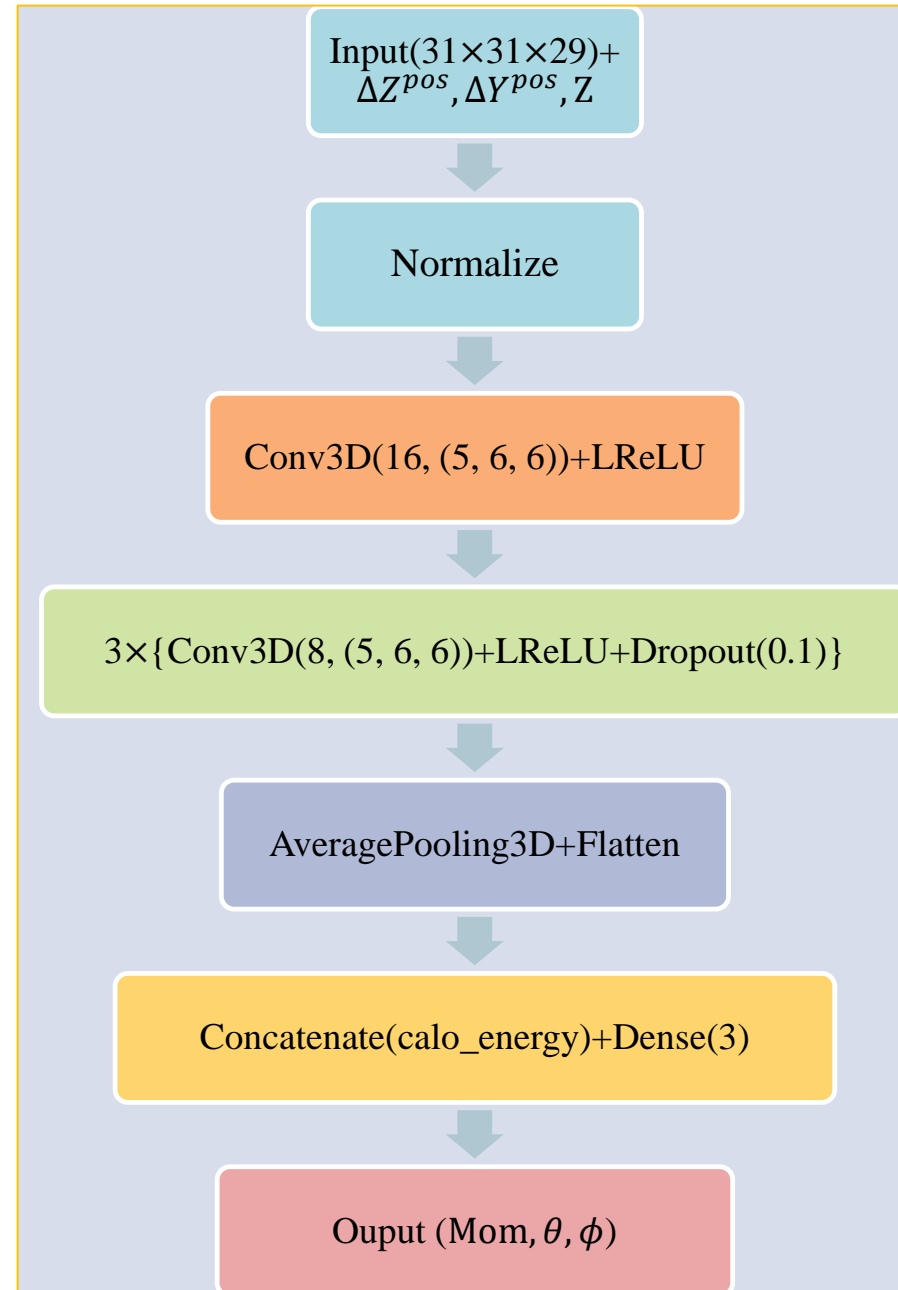 Input(31×31×29)+
ΔZ^pos, ΔY^pos, Z
Normalize
Conv3D(16, (5, 6, 6))+LReLU
3×{Conv3D(8, (5, 6, 6))+LReLU+Dropout(0.1)}
AveragePooling3D+Flatten
Concatenate(calo_energy)+Dense(3)
Ouput (Mom, θ, ϕ)